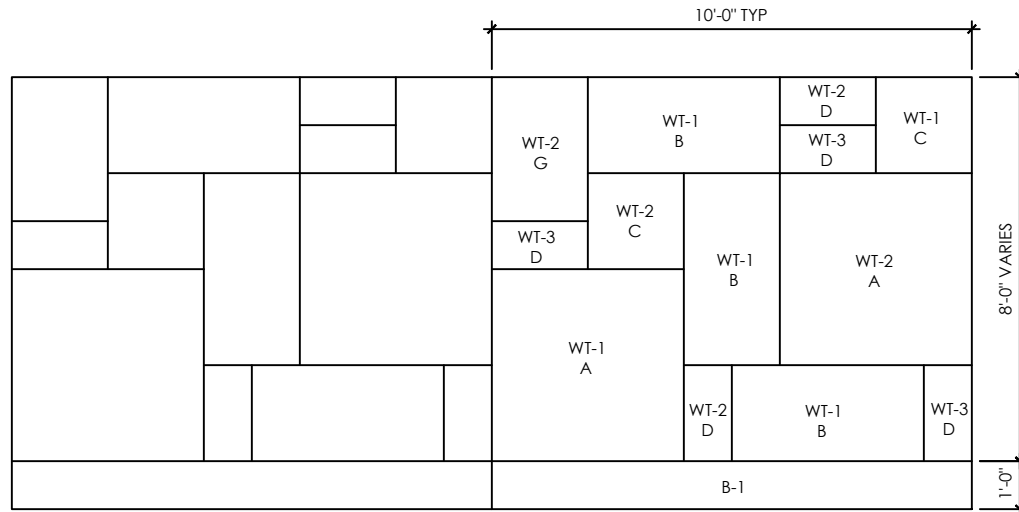 10'-0" TYP
WT-2
G
WT-1
B
WT-2
D
WT-3
D
WT-1
C
WT-3
D
WT-2
C
WT-1
B
WT-2
A
8'-0" VARIES
WT-1
A
WT-2
D
WT-1
B
WT-3
D
B-1
1'-0"